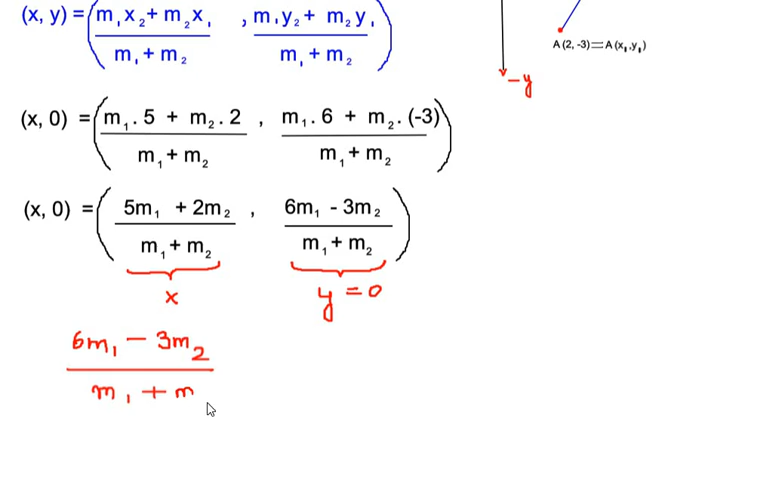 (x, y) = (m₁x₂ + m₂x₁ / m₁ + m₂ , m₁y₂ + m₂y₁ / m₁ + m₂)
A(2, -3)=A(x₁,y₁)
-y
(x, 0) = (m₁. 5 + m₂. 2 / m₁ + m₂ , m₁. 6 + m₂. (-3) / m₁ + m₂)
(x, 0) = (5m₁ + 2m₂ / m₁ + m₂ , 6m₁ - 3m₂ / m₁ + m₂)
x y = 0
6m₁ - 3m₂
m₁ + m